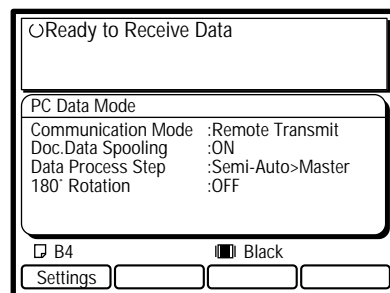 Ready to Receive Data
PC Data Mode
Communication Mode :Remote Transmit
Doc.Data Spooling :ON
Data Process Step :Semi-Auto>Master
180° Rotation :OFF
B4 Black
Settings